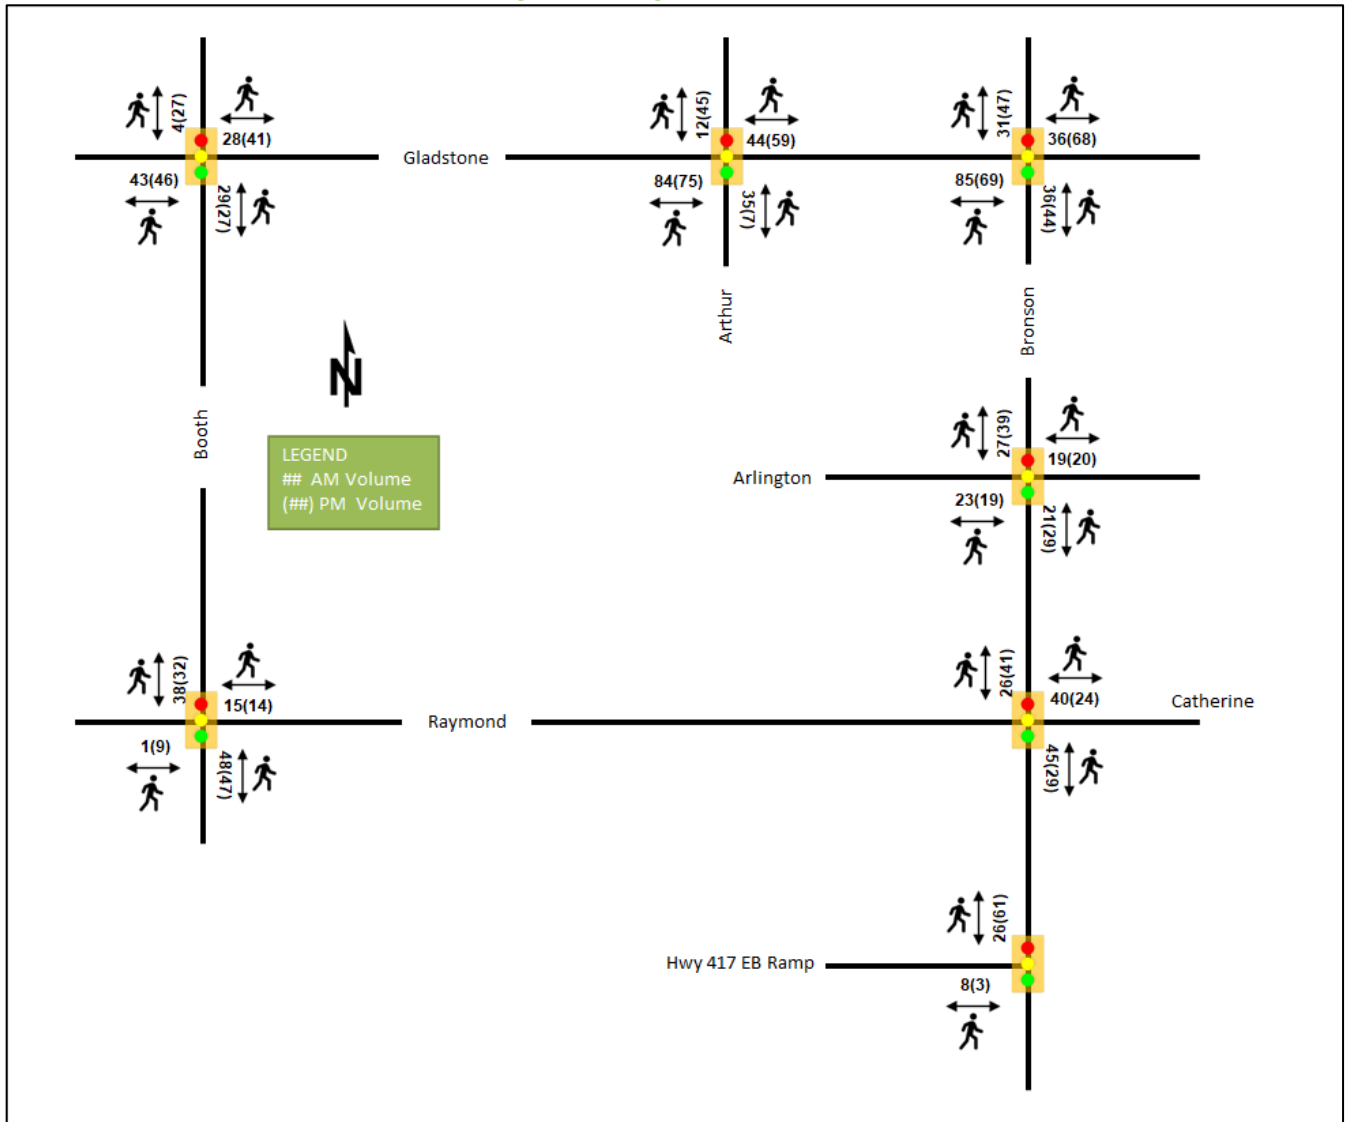 4(27)
28(41)
12(45)
44(59)
31(47)
36(68)
Gladstone
43(46)
29(27)
84(75)
35(7)
85(69)
36(44)
Arthur
Bronson
N
Booth
LEGEND
## AM Volume
(##) PM Volume
27(39)
19(20)
Arlington
23(19)
21(29)
38(32)
15(14)
26(41)
40(24)
Catherine
Raymond
1(9)
48(47)
45(29)
26(61)
Hwy 417 EB Ramp
8(3)